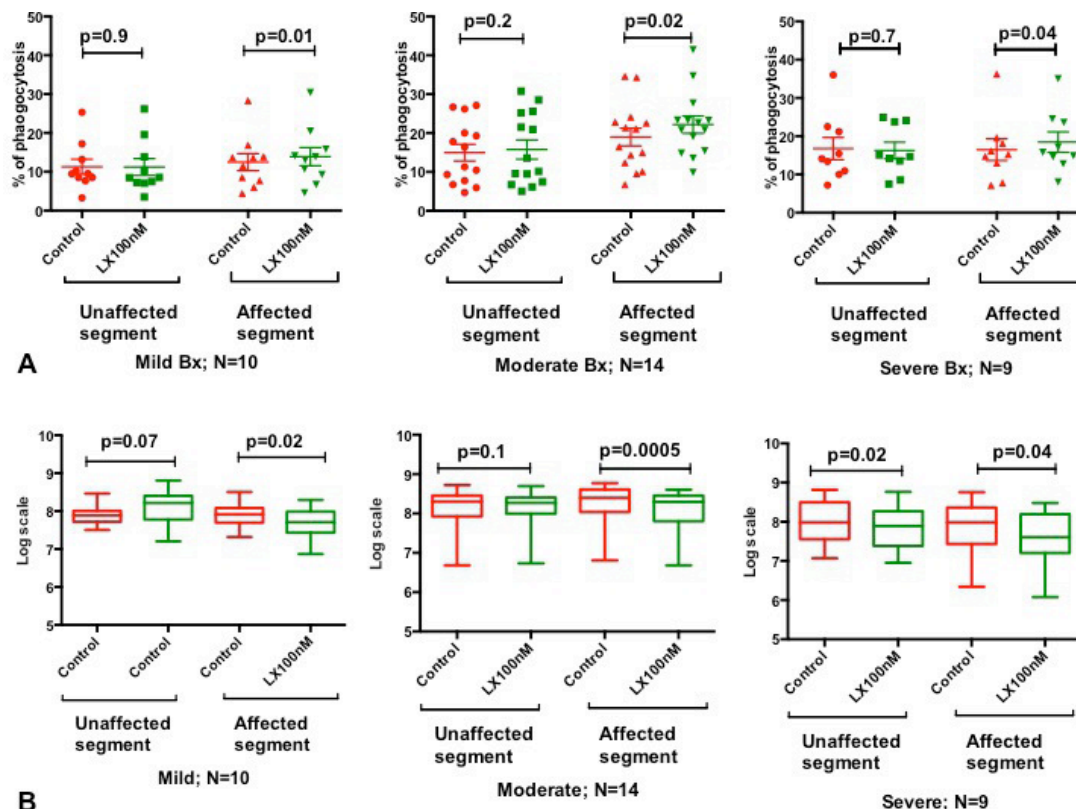 p=0.9
p=0.01
% of phaogocytosis
50
40
30
20
10
0
Control
LX100nM
Control
LX100nM
Unaffected
segment
Affected
segment
Mild Bx; N=10
p=0.2
p=0.02
% of phaogocytosis
50
40
30
20
10
0
Control
LX100nM
Control
LX100nM
Unaffected
segment
Affected
segment
Moderate Bx; N=14
p=0.7
p=0.04
% of phaogocytosis
50
40
30
20
10
0
Control
LX100nM
Control
LX100nM
Unaffected
segment
Affected
segment
Severe Bx; N=9
A
p=0.07
p=0.02
Log scale
10
9
8
7
6
5
Control
Control
Control
LX100nM
Unaffected
segment
Affected
segment
Mild; N=10
p=0.1
p=0.0005
Log scale
10
9
8
7
6
5
Control
LX100nM
Control
LX100nM
Unaffected
segment
Affected
segment
Moderate; N=14
p=0.02
p=0.04
Log scale
10
9
8
7
6
5
Control
LX100nM
Control
LX100nM
Unaffected
segment
Affected
segment
Severe; N=9
B